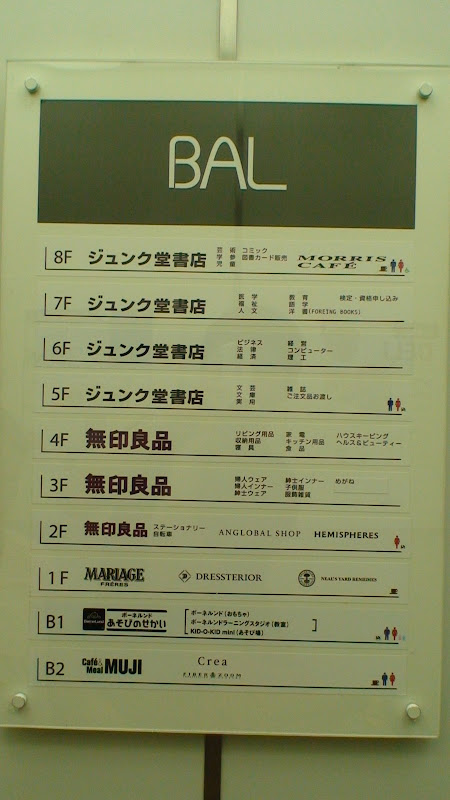 BAL
8F ジュンク堂書店 芸術 コミック MORRIS
学参 図書カード販売 CAFÉ
児童
7F ジュンク堂書店 医学 教育 検定・資格申し込み
福祉 語学
人文 洋書(FOREING BOOKS)
6F ジュンク堂書店 ビジネス 経営
法律 コンピューター
経済 理工
5F ジュンク堂書店 文芸 雑誌
文庫 ご注文品お渡し
実用
4F 無印良品 リビング用品 家電 ハウスキーピング
収納用品 キッチン用品 ヘルス&ビューティー
寝具 食品
3F 無印良品 婦人ウェア 紳士インナー めがね
婦人インナー 子供服
紳士ウェア 服飾雑貨
2F 無印良品 ステーショナリー ANGLOBAL SHOP HEMISPHERES
自転車
1F MARIAGE FRÈRES DRESSTERIOR NEAL'S YARD REMEDIES
B1 BorneLund ボーネルンド ボーネルンド(おもちゃ)
あそびのせかい ボーネルンドラーニングスタジオ(教室)
KID-O-KID mini(あそび場)
B2 Café& Meal MUJI Crea
FIBER ZOOM